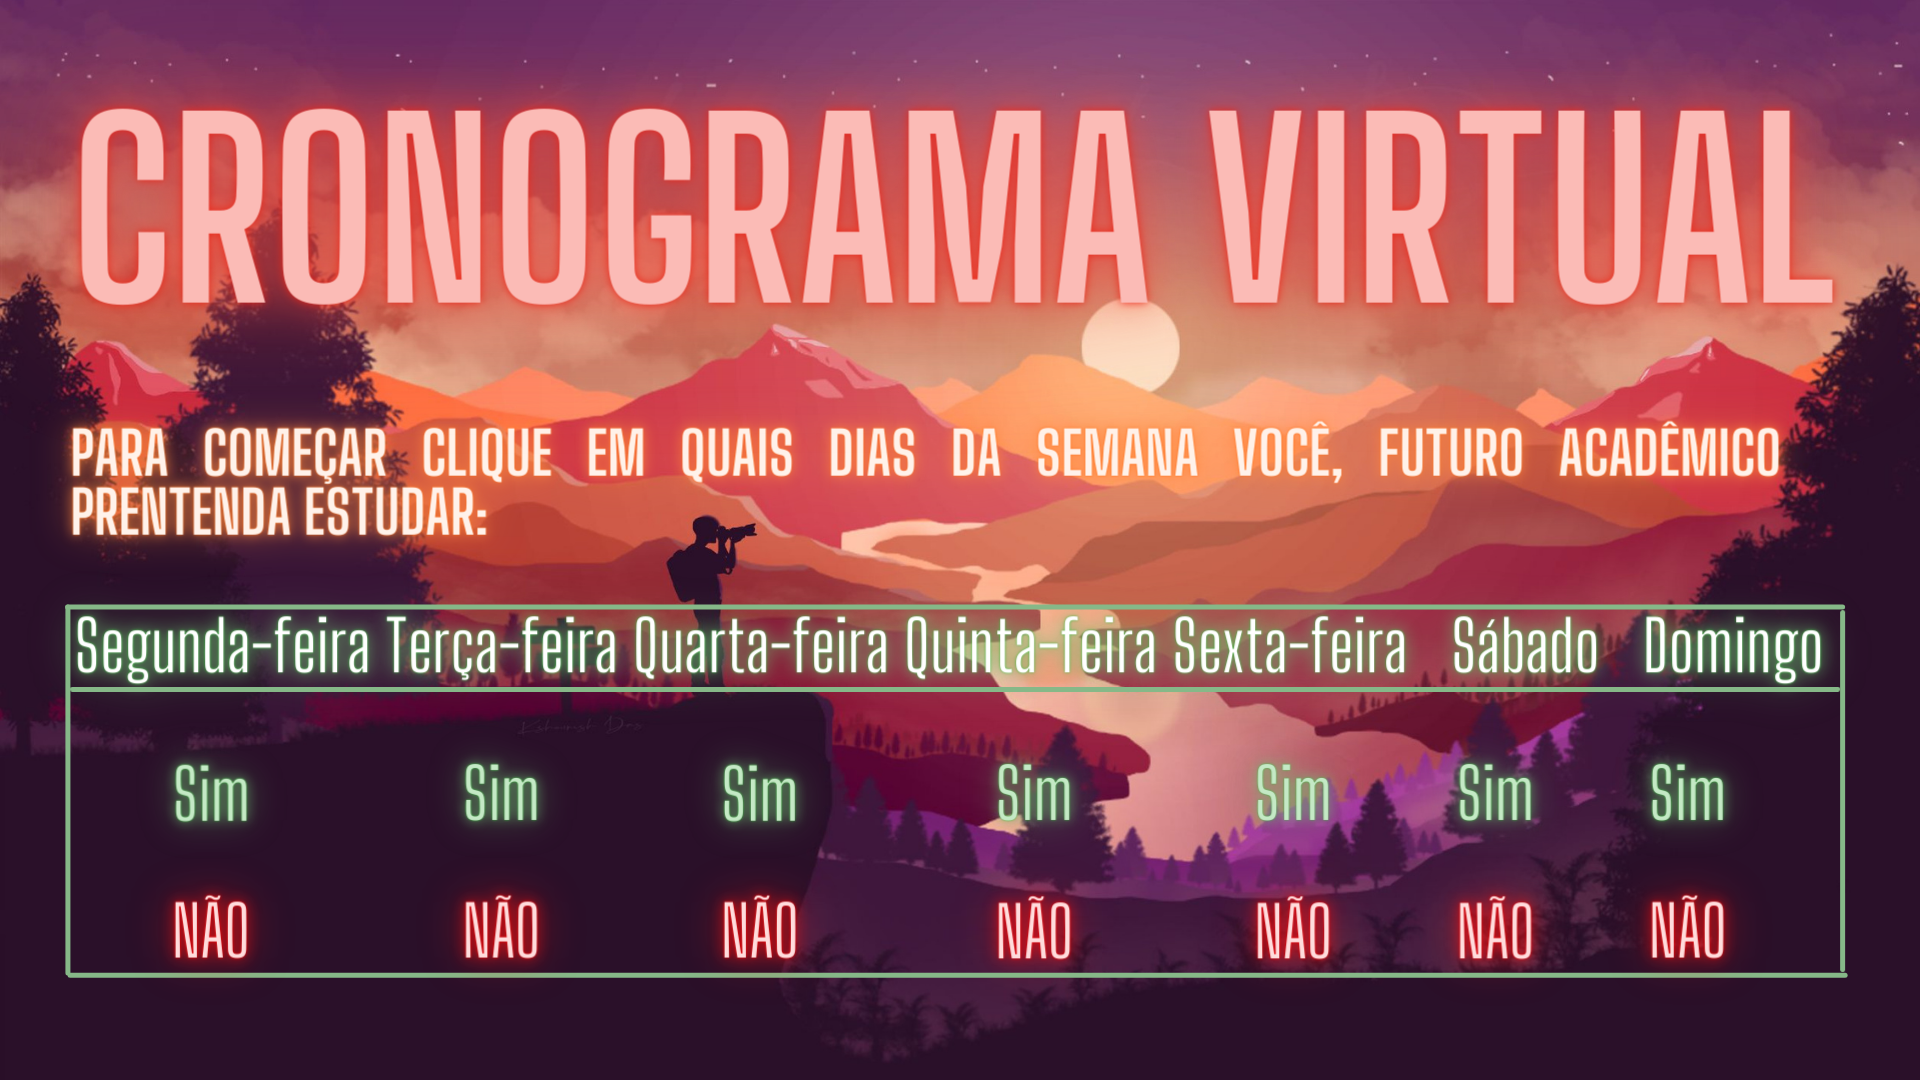 CRONOGRAMA VIRTUAL
PARA COMEÇAR CLIQUE EM QUAIS DIAS DA SEMANA VOCÊ, FUTURO ACADÊMICO
PRENTENDA ESTUDAR:
Segunda-feira Terça-feira Quarta-feira Quinta-feira Sexta-feira Sábado Domingo
Sim Sim Sim Sim Sim Sim Sim
NÃO NÃO NÃO NÃO NÃO NÃO NÃO